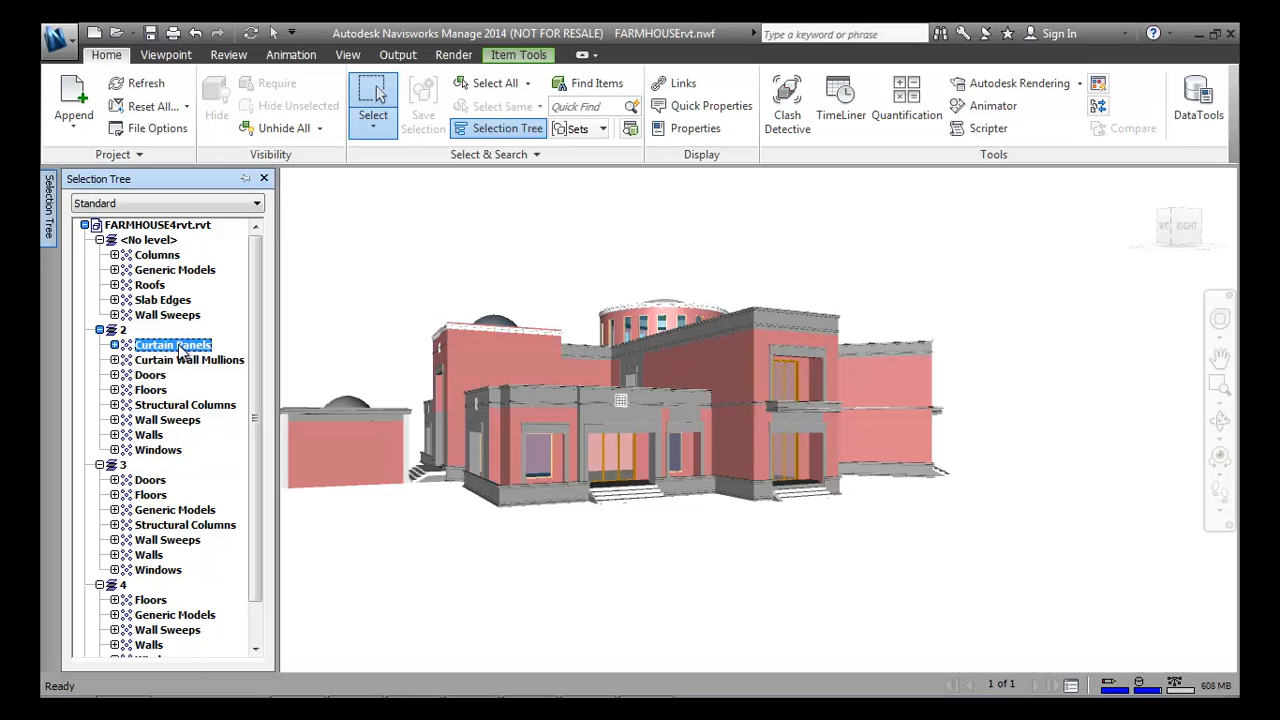 Autodesk Navisworks Manage 2014 (NOT FOR RESALE) FARMHOUSErvt.nwf
Type a keyword or phrase
Sign In
Home Viewpoint Review Animation View Output Render Item Tools
Append
Refresh
Reset All...
File Options
Project
Hide
Require
Hide Unselected
Unhide All
Visibility
Select
Save Selection
Select All
Select Same
Selection Tree
Find Items
Quick Find
Sets
Select & Search
Links
Quick Properties
Properties
Display
Clash Detective
TimeLiner
Quantification
Autodesk Rendering
Animator
Scripter
Compare
Tools
DataTools
Selection Tree
Selection Tree
Standard
FARMHOUSE4rvt.rvt
<No level>
Columns
Generic Models
Roofs
Slab Edges
Wall Sweeps
2
Curtain Panels
Curtain Wall Mullions
Doors
Floors
Structural Columns
Wall Sweeps
Walls
Windows
3
Doors
Floors
Generic Models
Structural Columns
Wall Sweeps
Walls
Windows
4
Floors
Generic Models
Wall Sweeps
Walls
RIGHT
Ready
1 of 1
608 MB